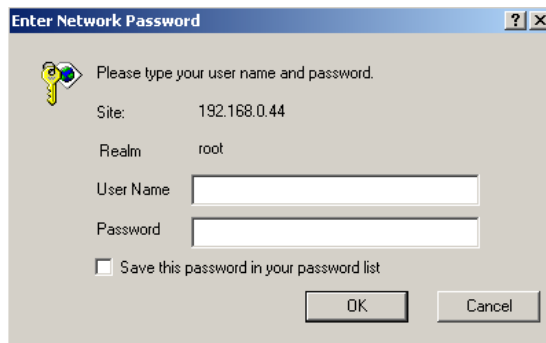 Enter Network Password
Please type your user name and password.
Site: 192.168.0.44
Realm root
User Name
Password
Save this password in your password list
OK Cancel